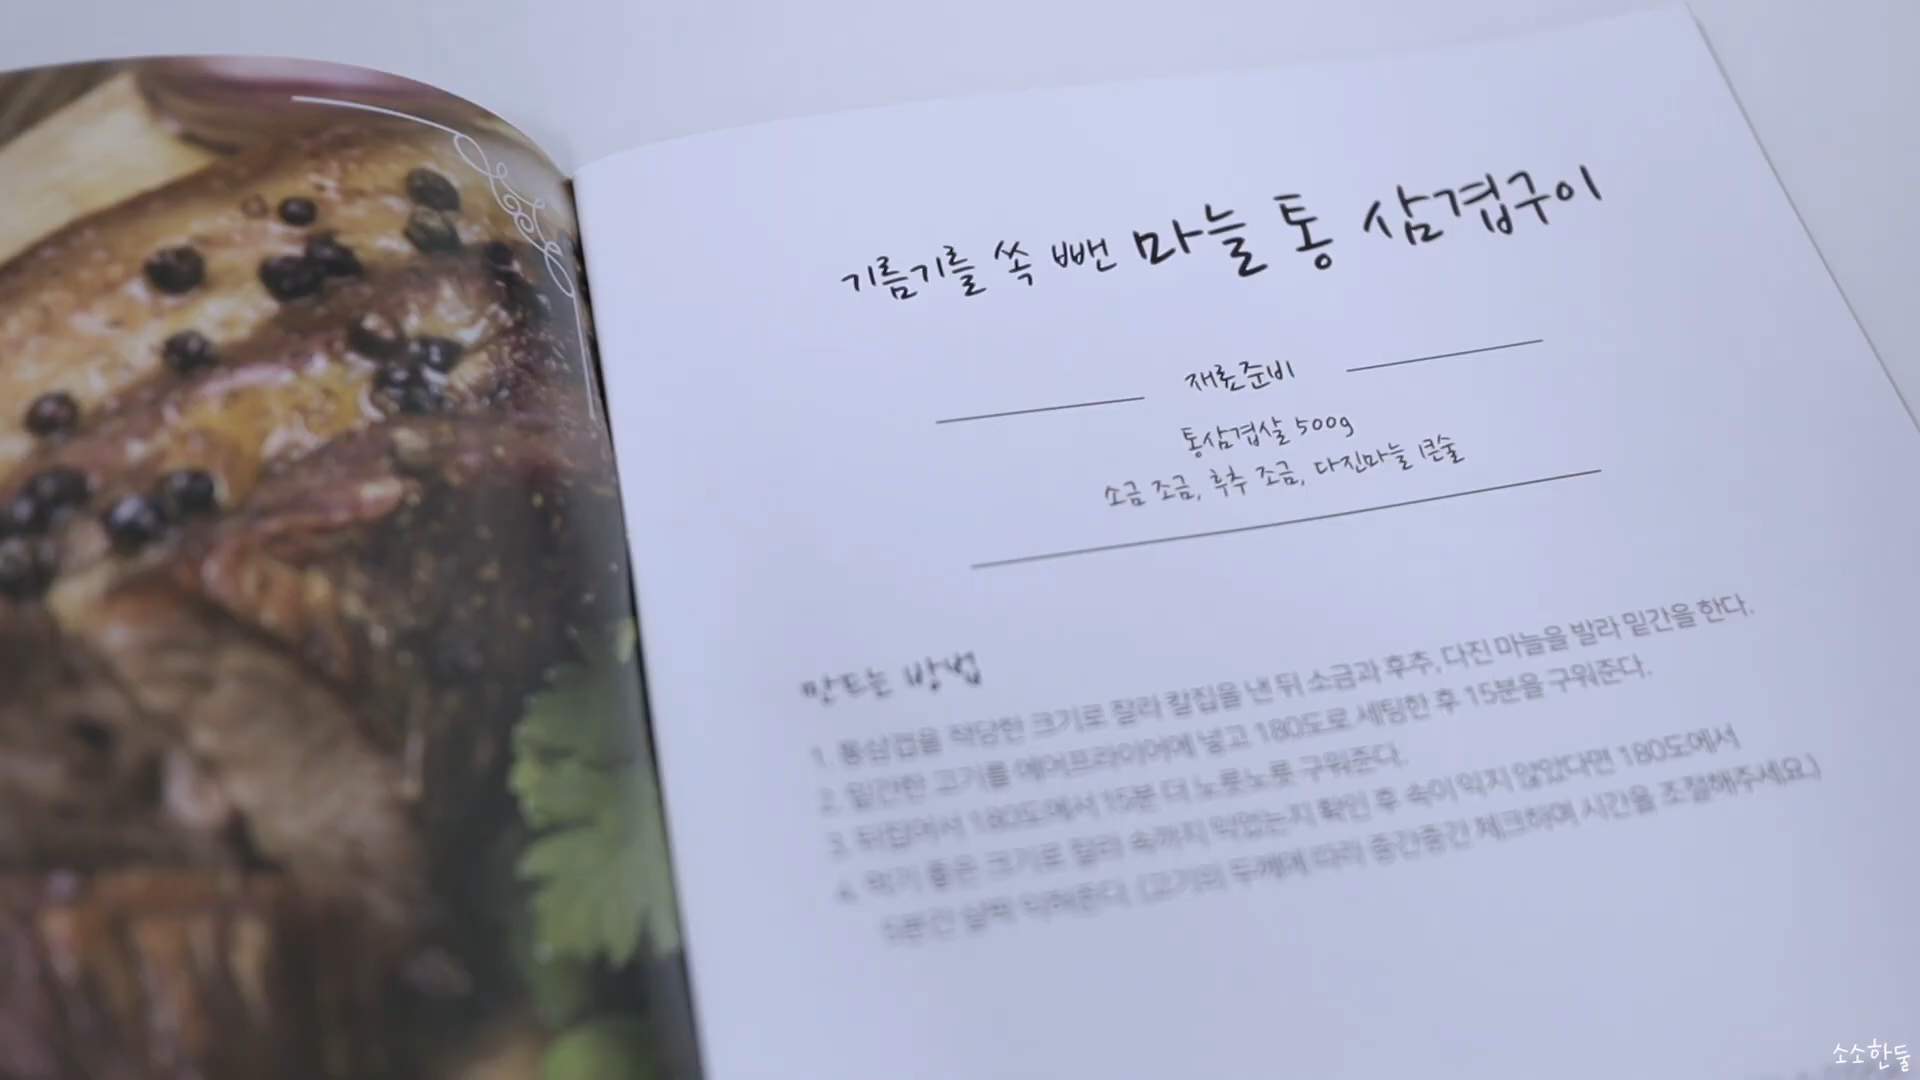 기름기를 쏙 뺀 마늘 통 삼겹구이
재료준비
통삼겹살 500g
소금 조금, 후추 조금, 다진마늘 1큰술
만드는 방법
1. 통삼겹을 적당한 크기로 잘라 칼집을 낸 뒤 소금과 후추, 다진 마늘을 발라 밑간을 한다.
2. 밑간한 고기를 에어프라이어에 넣고 180도로 세팅한 후 15분을 구워준다.
3. 뒤집어서 180도에서 15분 더 노릇노릇 구워준다.
4. 먹기 좋은 크기로 잘라 속까지 익었는지 확인 후 속이 익지 않았다면 180도에서
5분간 살짝 익혀준다. (고기의 두께에 따라 중간중간 체크하여 시간을 조절해주세요.)
소소한둘